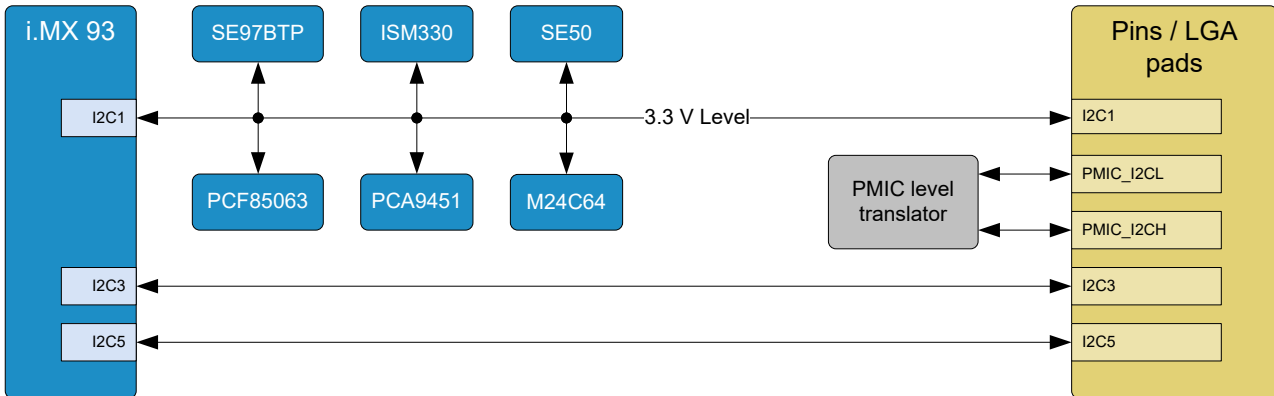 i.MX 93
SE97BTP
ISM330
SE50
Pins / LGA
pads
I2C1
3.3 V Level
I2C1
PCF85063
PCA9451
M24C64
PMIC level
translator
PMIC_I2CL
PMIC_I2CH
I2C3
I2C3
I2C5
I2C5